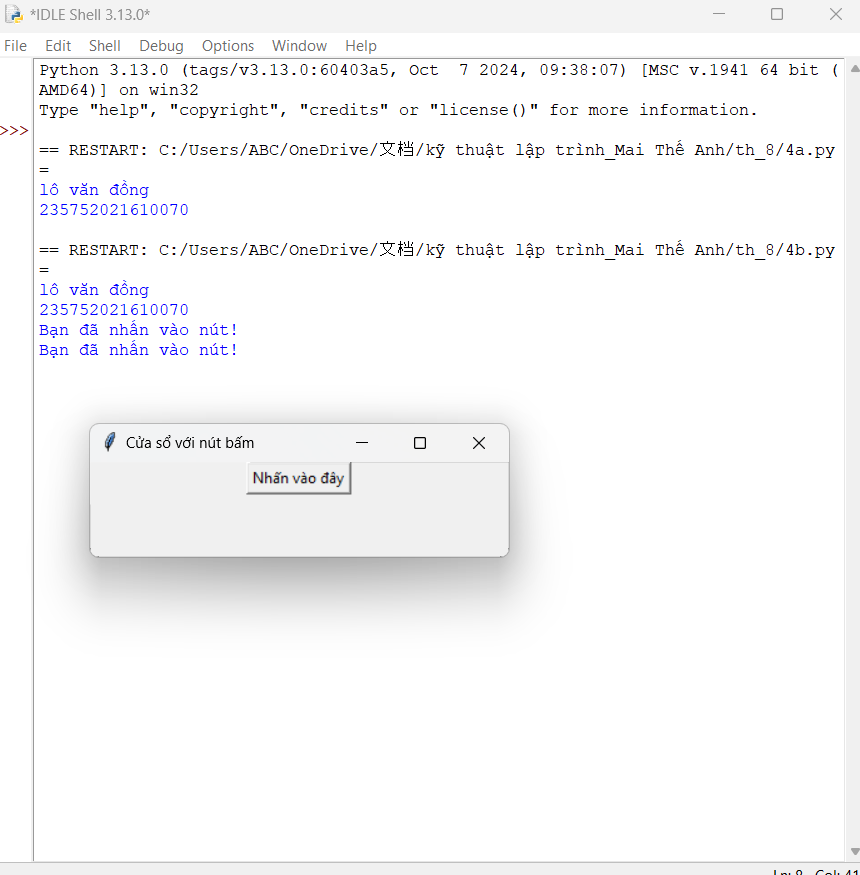 *IDLE Shell 3.13.0*
File Edit Shell Debug Options Window Help
Python 3.13.0 (tags/v3.13.0:60403a5, Oct  7 2024, 09:38:07) [MSC v.1941 64 bit (
AMD64)] on win32
Type "help", "copyright", "credits" or "license()" for more information.
>>>
== RESTART: C:/Users/ABC/OneDrive/文档/kỹ thuật lập trình_Mai Thế Anh/th_8/4a.py
=
lô văn đồng
235752021610070
== RESTART: C:/Users/ABC/OneDrive/文档/kỹ thuật lập trình_Mai Thế Anh/th_8/4b.py
=
lô văn đồng
235752021610070
Bạn đã nhấn vào nút!
Bạn đã nhấn vào nút!
Cửa sổ với nút bấm
Nhấn vào đây